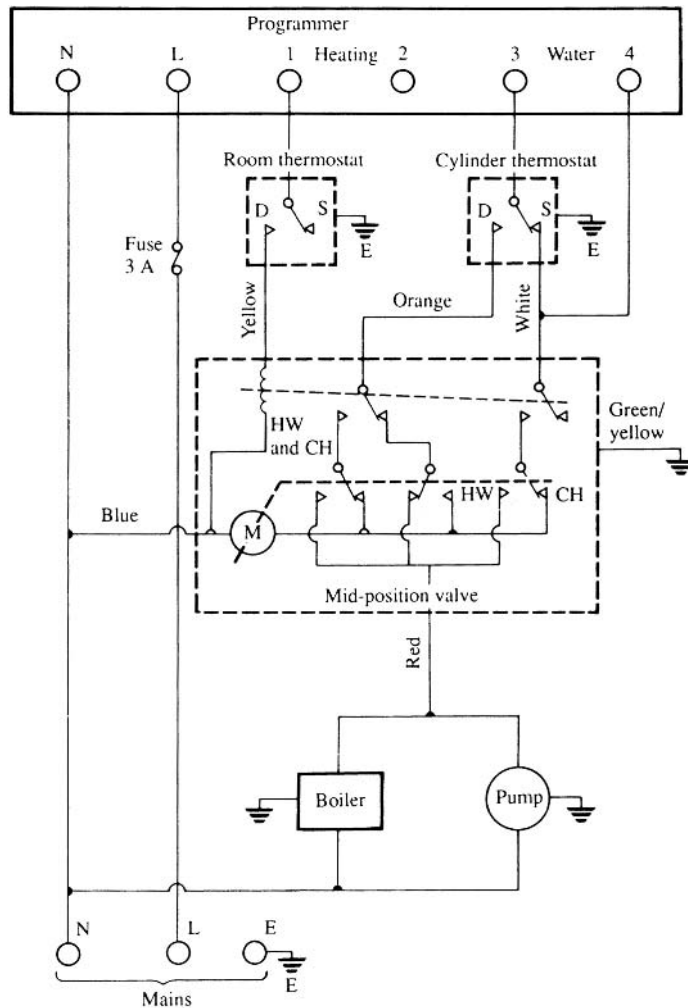 Programmer
N L 1 Heating 2 3 Water 4
Room thermostat
Cylinder thermostat
D S
E
D S
E
Fuse
3 A
Yellow
Orange
White
Green/
yellow
HW
and CH
HW
CH
Blue
M
Mid-position valve
Red
Boiler
Pump
N L E
E
Mains